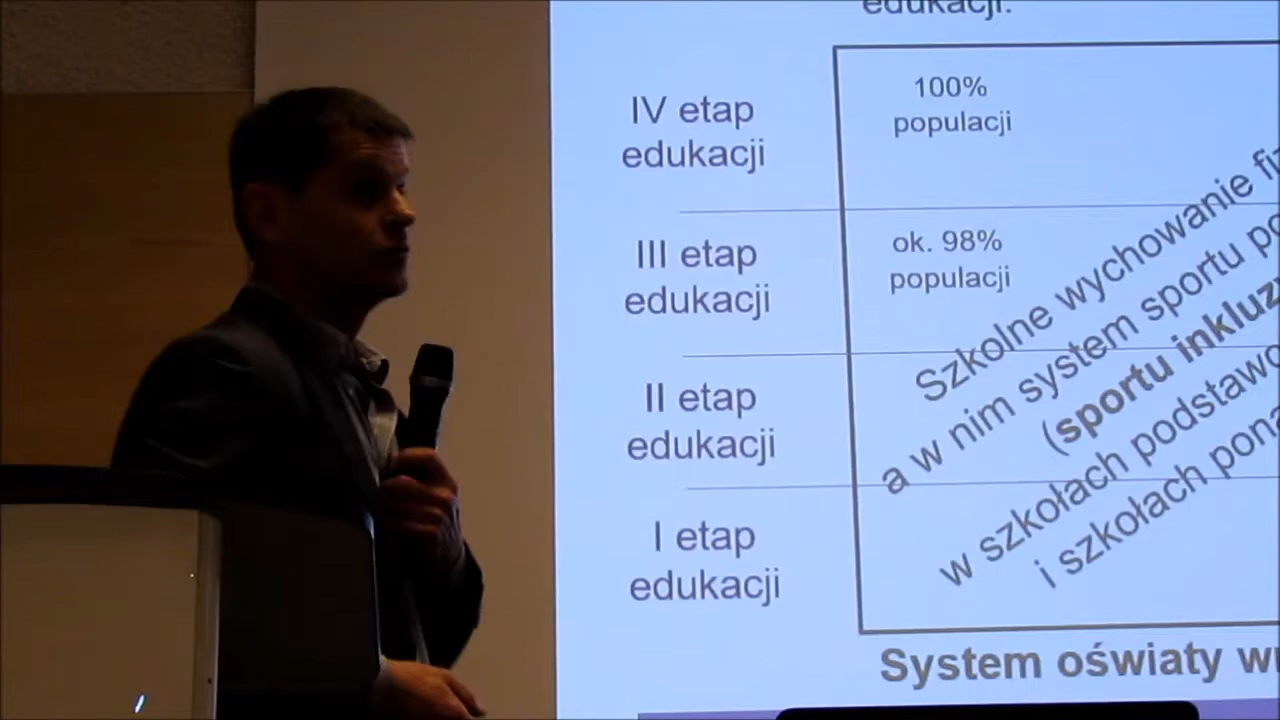 edukacji.
IV etap
edukacji
100%
populacji
III etap
edukacji
ok. 98%
populacji
II etap
edukacji
I etap
edukacji
Szkolne wychowanie
a w nim system sportu
(sportu
w szkołach
i szkołach
System oświaty